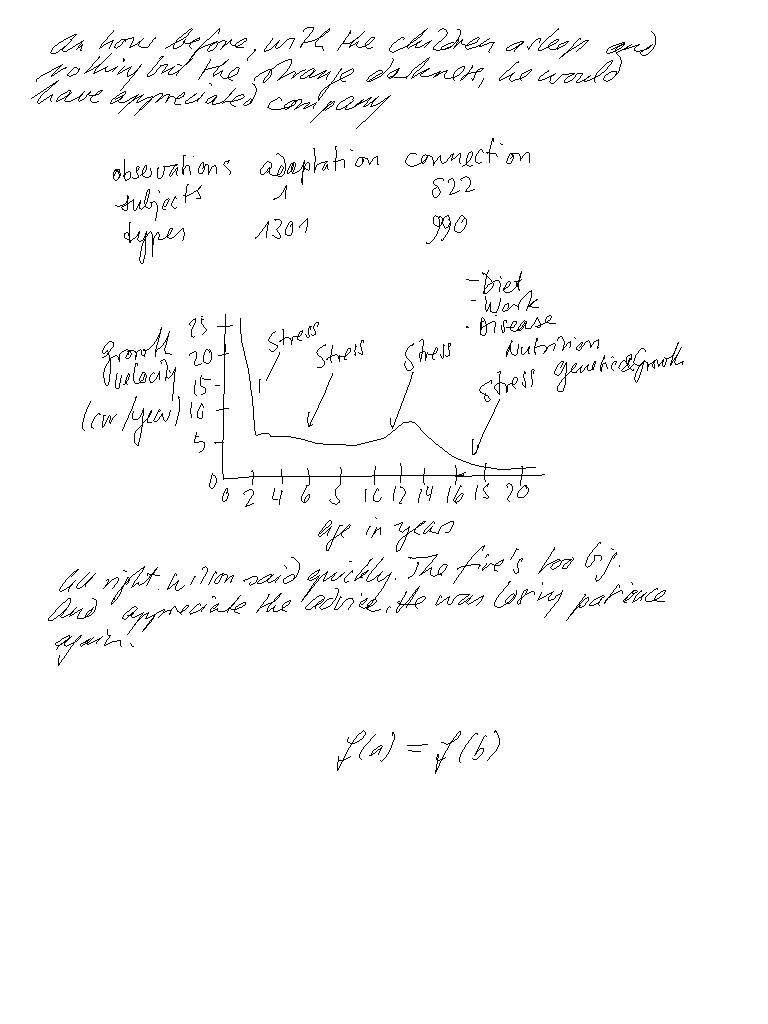 An hour before, with the children asleep and
nothing but the strange darkness, he would
have appreciated company
observations adaptation connection
subjects 1 822
types 1301 990
- Diet
- Work
- Disease
Nutrition
Stress genetics & growth
Stress
Stress
Stress
growth
velocity
(cm/year)
25
20
15
10
5
0
0 2 4 6 8 10 12 14 16 18 20
age in years
All right. Wilson said quickly. The fire's too big.
And appreciate the advice. He was losing patience
again.
f(a) = f(b)